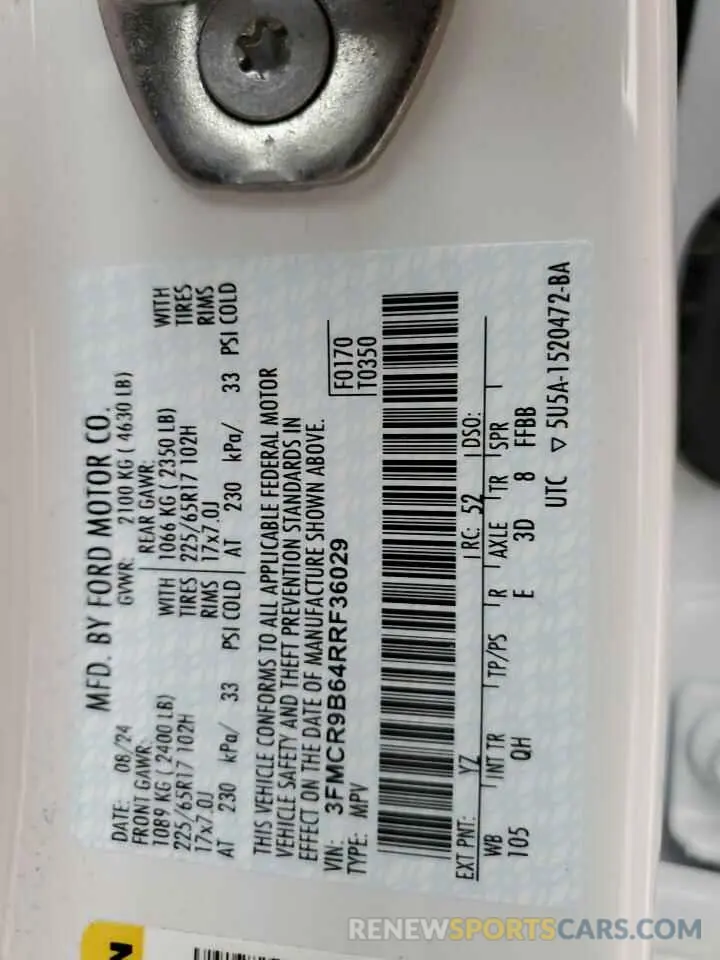 MFD. BY FORD MOTOR CO.
DATE: 08/24 GVWR: 2100 KG ( 4630 LB)
FRONT GAWR: REAR GAWR:
1089 KG ( 2400 LB) WITH 1066 KG ( 2350 LB) WITH
225/65R17 102H TIRES 225/65R17 102H TIRES
17x7.0J RIMS 17x7.0J RIMS
AT 230 kPa/ 33 PSI COLD AT 230 kPa/ 33 PSI COLD
THIS VEHICLE CONFORMS TO ALL APPLICABLE FEDERAL MOTOR
VEHICLE SAFETY AND THEFT PREVENTION STANDARDS IN
EFFECT ON THE DATE OF MANUFACTURE SHOWN ABOVE.
VIN: 3FMCR9B64RRF36029 F0170
TYPE: MPV T0350
EXT PNT: YZ RC: 52 DSO:
WB INT TR TP/PS R AXLE TR SPR
105 QH E 3D 8 FFBB
UTC ▽ 5U5A-1520472-BA
N
RENEWSPORTSCARS.COM